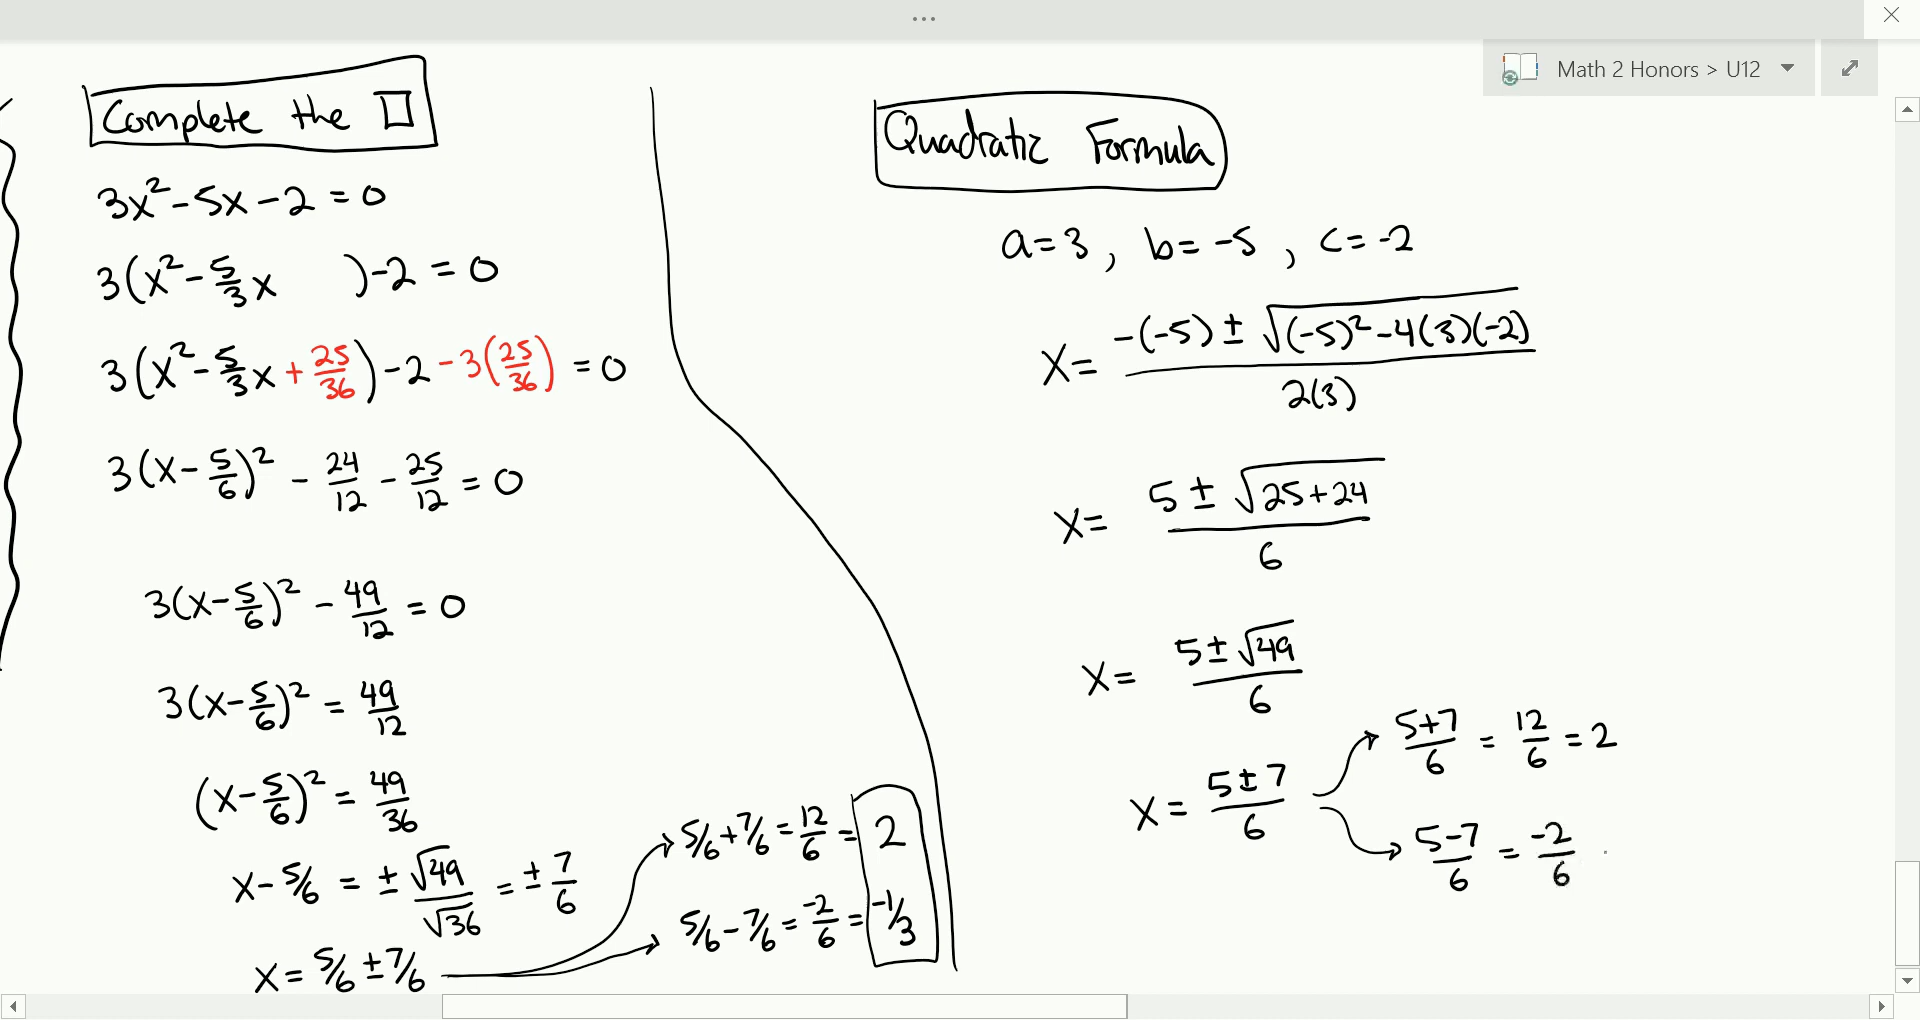 Math 2 Honors > U12
Complete the □
3x² - 5x - 2 = 0
3(x² - 5/3 x ) - 2 = 0
3(x² - 5/3 x + 25/36) - 2 - 3(25/36) = 0
3(x - 5/6)² - 24/12 - 25/12 = 0
3(x - 5/6)² - 49/12 = 0
3(x - 5/6)² = 49/12
(x - 5/6)² = 49/36
x - 5/6 = ± √49/√36 = ± 7/6
x = 5/6 ± 7/6
5/6 + 7/6 = 12/6 = 2
5/6 - 7/6 = -2/6 = -1/3
Quadratic Formula
a = 3 , b = -5 , c = -2
x = (-(-5) ± √((-5)² - 4(3)(-2)))/(2(3))
x = (5 ± √(25 + 24))/6
x = (5 ± √49)/6
x = (5 ± 7)/6
(5+7)/6 = 12/6 = 2
(5-7)/6 = -2/6